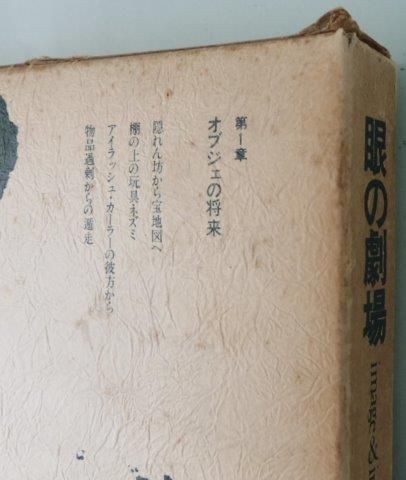 眼の劇場
image &
第1章
オブジェの将来
隠れん坊から宝地図へ
棚の上の玩具・ネズミ
アイラッシュ・カーラーの彼方から
物品過剰からの遁走